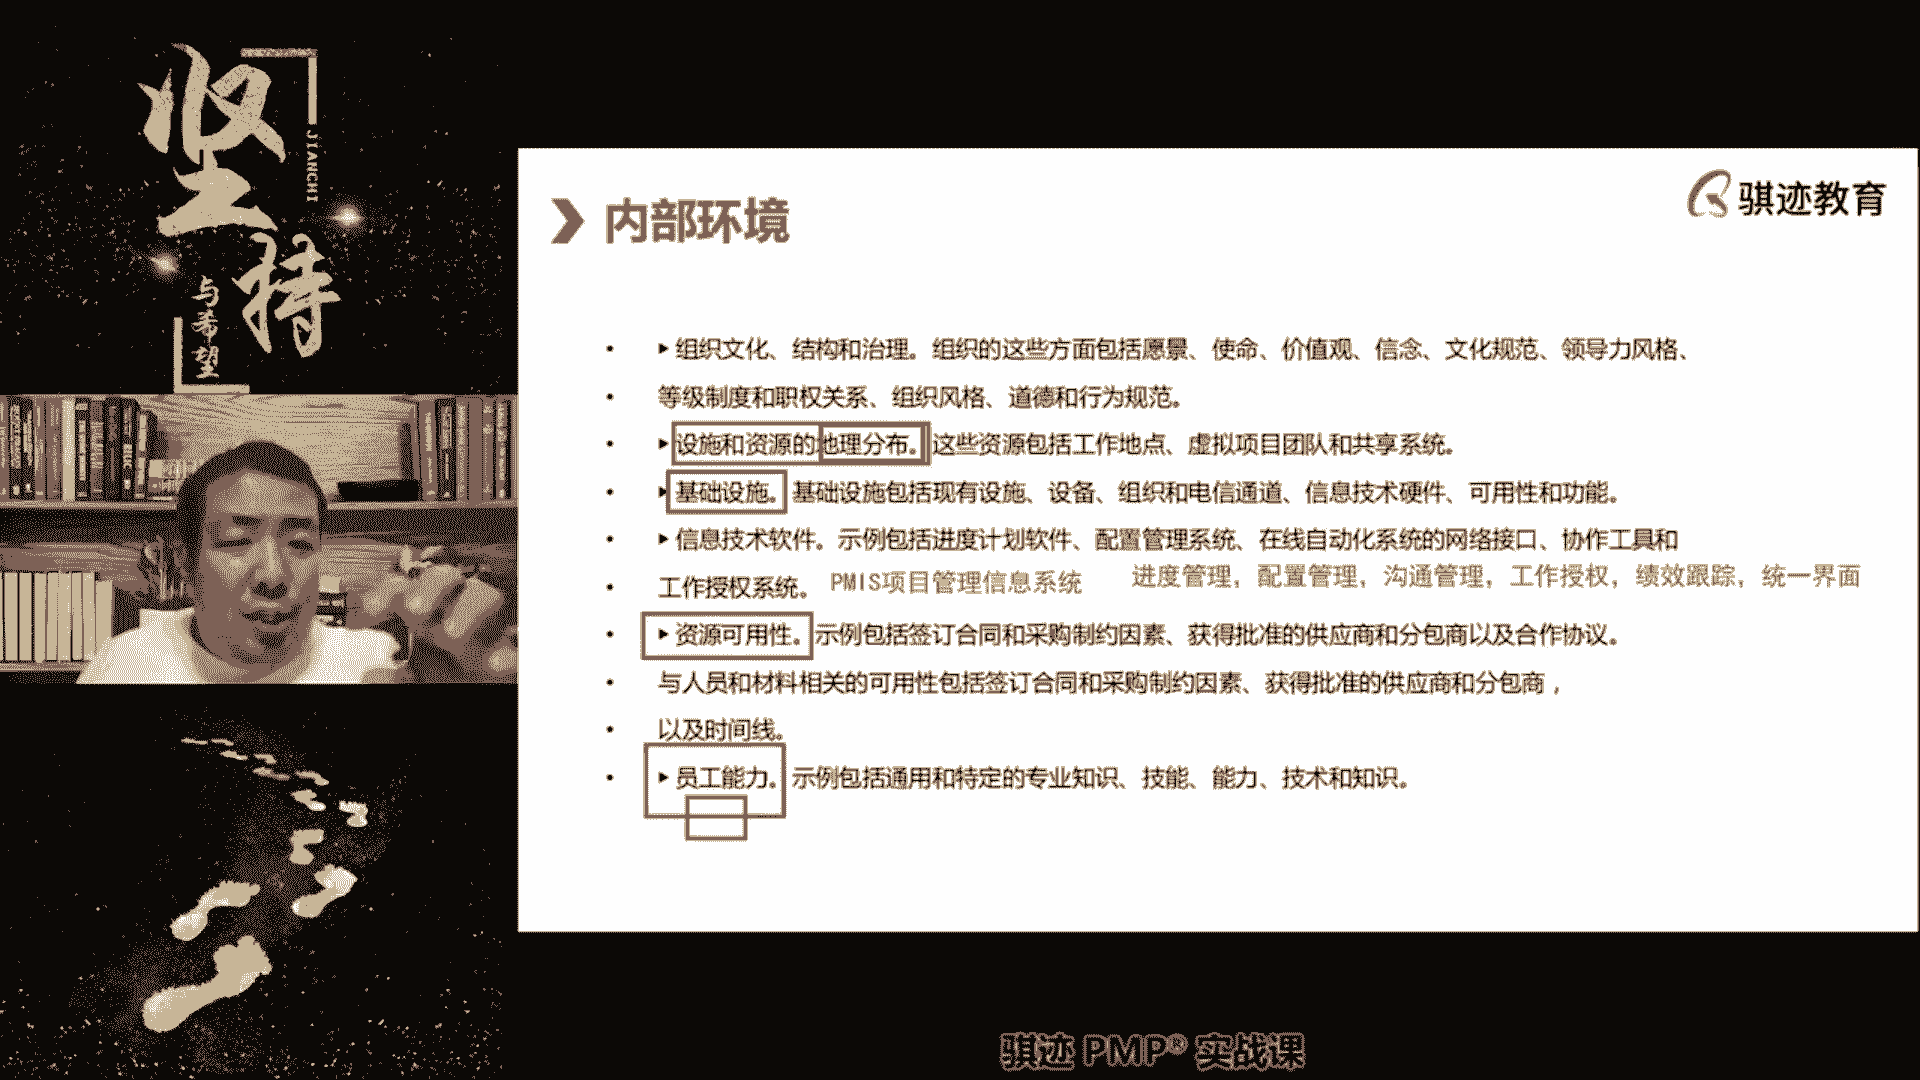 坚持
JIANCHI
与希望
骐迹教育
内部环境
• ▶组织文化、结构和治理。组织的这些方面包括愿景、使命、价值观、信念、文化规范、领导力风格、
• 等级制度和职权关系、组织风格、道德和行为规范。
• ▶设施和资源的地理分布。这些资源包括工作地点、虚拟项目团队和共享系统。
• ▶基础设施。基础设施包括现有设施、设备、组织和电信通道、信息技术硬件、可用性和功能。
• ▶信息技术软件。示例包括进度计划软件、配置管理系统、在线自动化系统的网络接口、协作工具和
• 工作授权系统。 PMIS项目管理信息系统 进度管理，配置管理，沟通管理，工作授权，绩效跟踪，统一界面
• ▶资源可用性。示例包括签订合同和采购制约因素、获得批准的供应商和分包商以及合作协议。
• 与人员和材料相关的可用性包括签订合同和采购制约因素、获得批准的供应商和分包商，
• 以及时间线。
• ▶员工能力。示例包括通用和特定的专业知识、技能、能力、技术和知识。
骐迹 PMP® 实战课